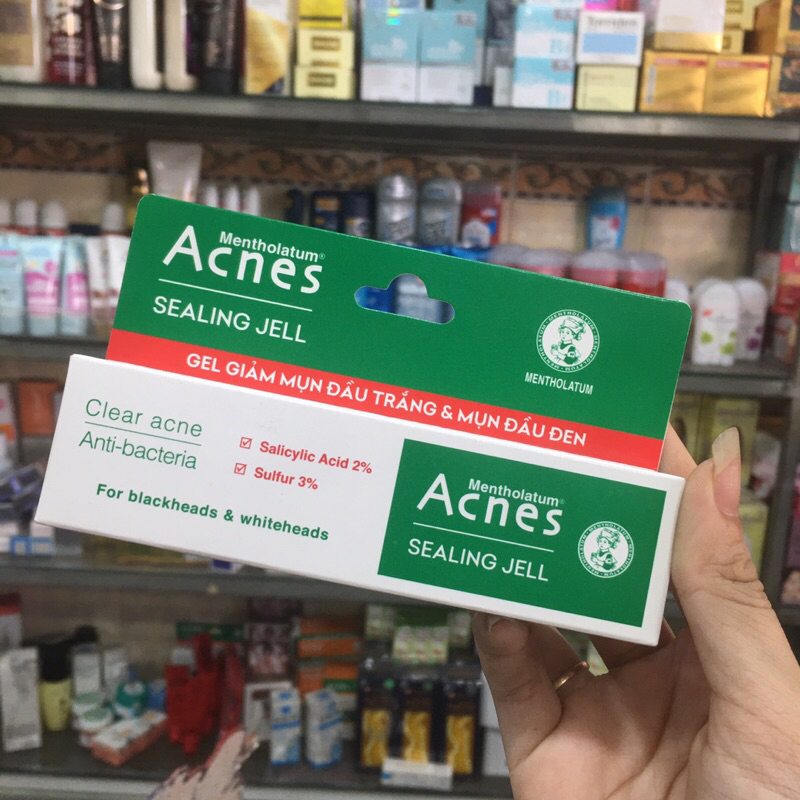 Mentholatum®
Acnes
SEALING JELL
MENTHOLATUM
GEL GIẢM MỤN ĐẦU TRẮNG & MỤN ĐẦU ĐEN
Clear acne
Anti-bacteria
☑ Salicylic Acid 2%
☑ Sulfur 3%
For blackheads & whiteheads
Mentholatum®
Acnes
SEALING JELL